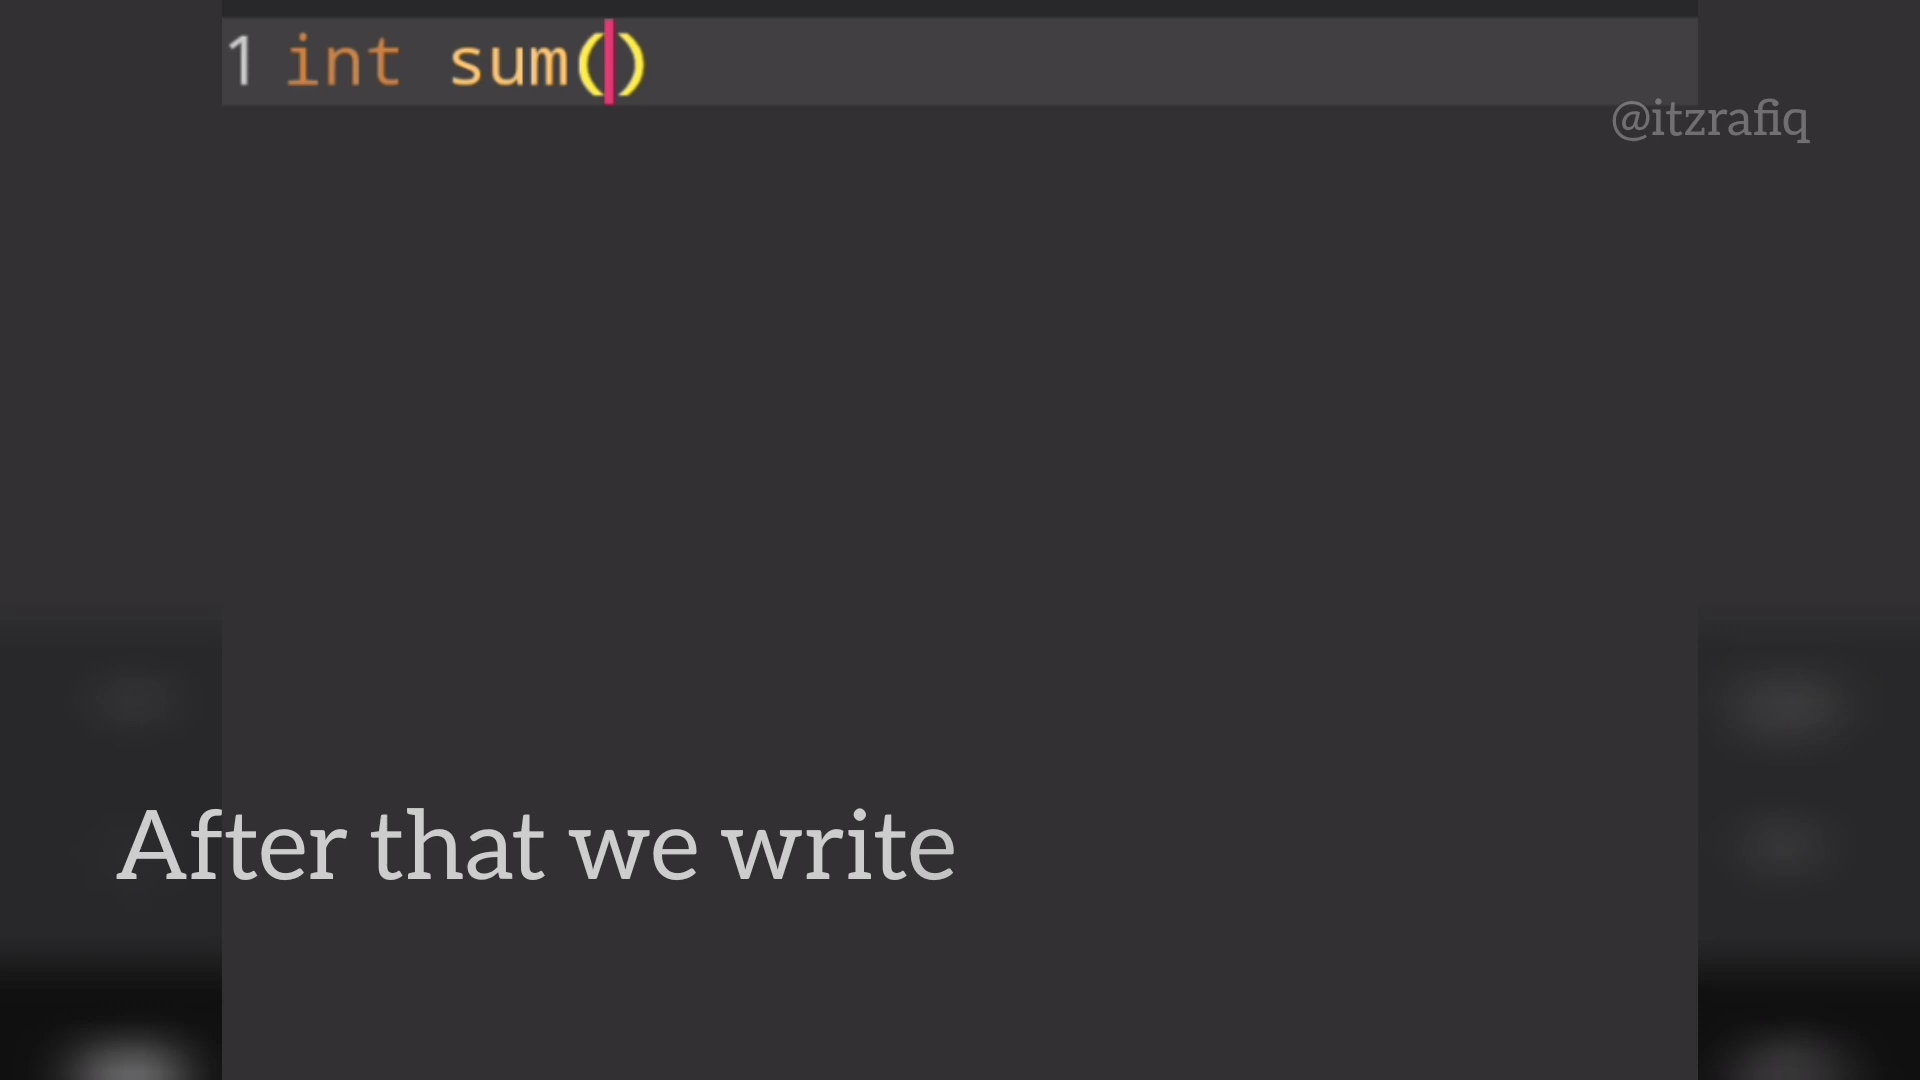 1 int sum()
@itzrafiq
After that we write